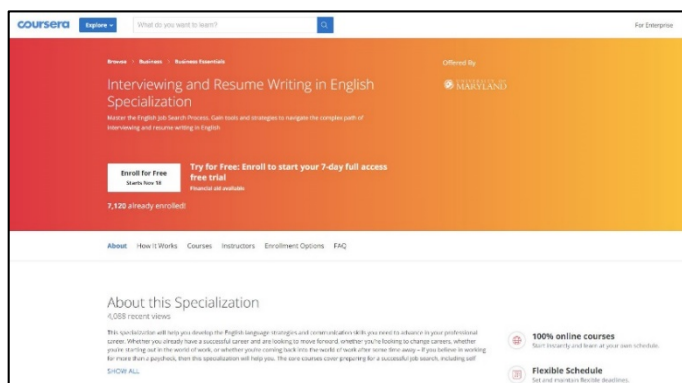 coursera
Explore
What do you want to learn?
For Enterprise
Browse > Business > Business Essentials
Offered By
Interviewing and Resume Writing in English
Specialization
UNIVERSITY OF
MARYLAND
Master the English Job Search Process. Gain tools and strategies to navigate the complex path of
interviewing and resume writing in English
Enroll for Free
Starts Nov 18
Try for Free: Enroll to start your 7-day full access
free trial
Financial aid available
7,120 already enrolled!
About How It Works Courses Instructors Enrollment Options FAQ
About this Specialization
4,088 recent views
This specialization will help you develop the English language strategies and communication skills you need to advance in your professional
career. Whether you already have a successful career and are looking to move forward, whether you're looking to change careers, whether
you're starting out in the world of work, or whether you're coming back into the world of work after some time away – if you believe in working
for more than a paycheck, then this specialization will help you. The core courses cover preparing for a successful job search, including self
SHOW ALL
100% online courses
Start instantly and learn at your own schedule.
Flexible Schedule
Set and maintain flexible deadlines.